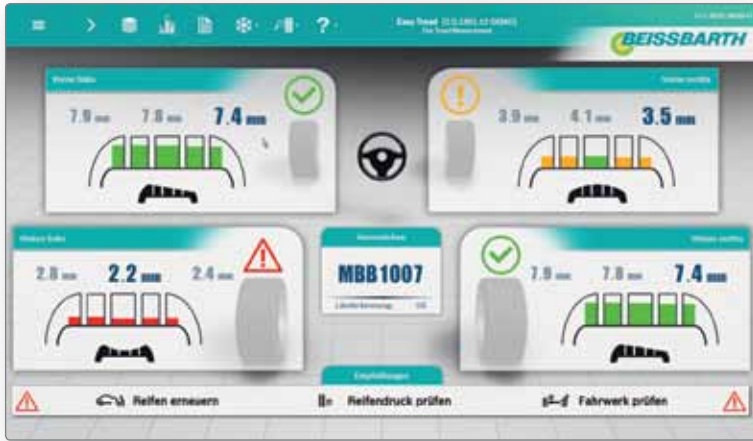 Easy Tread
BEISSBARTH
Vorne links
7.9 mm 7.8 mm 7.4 mm
Vorne rechts
3.9 mm 4.1 mm 3.5 mm
Hinten links
2.8 mm 2.2 mm 2.4 mm
Kennzeichen
MBB1007
Hinten rechts
7.9 mm 7.8 mm 7.4 mm
Empfehlungen
Reifen erneuern
Reifendruck prüfen
Fahrwerk prüfen